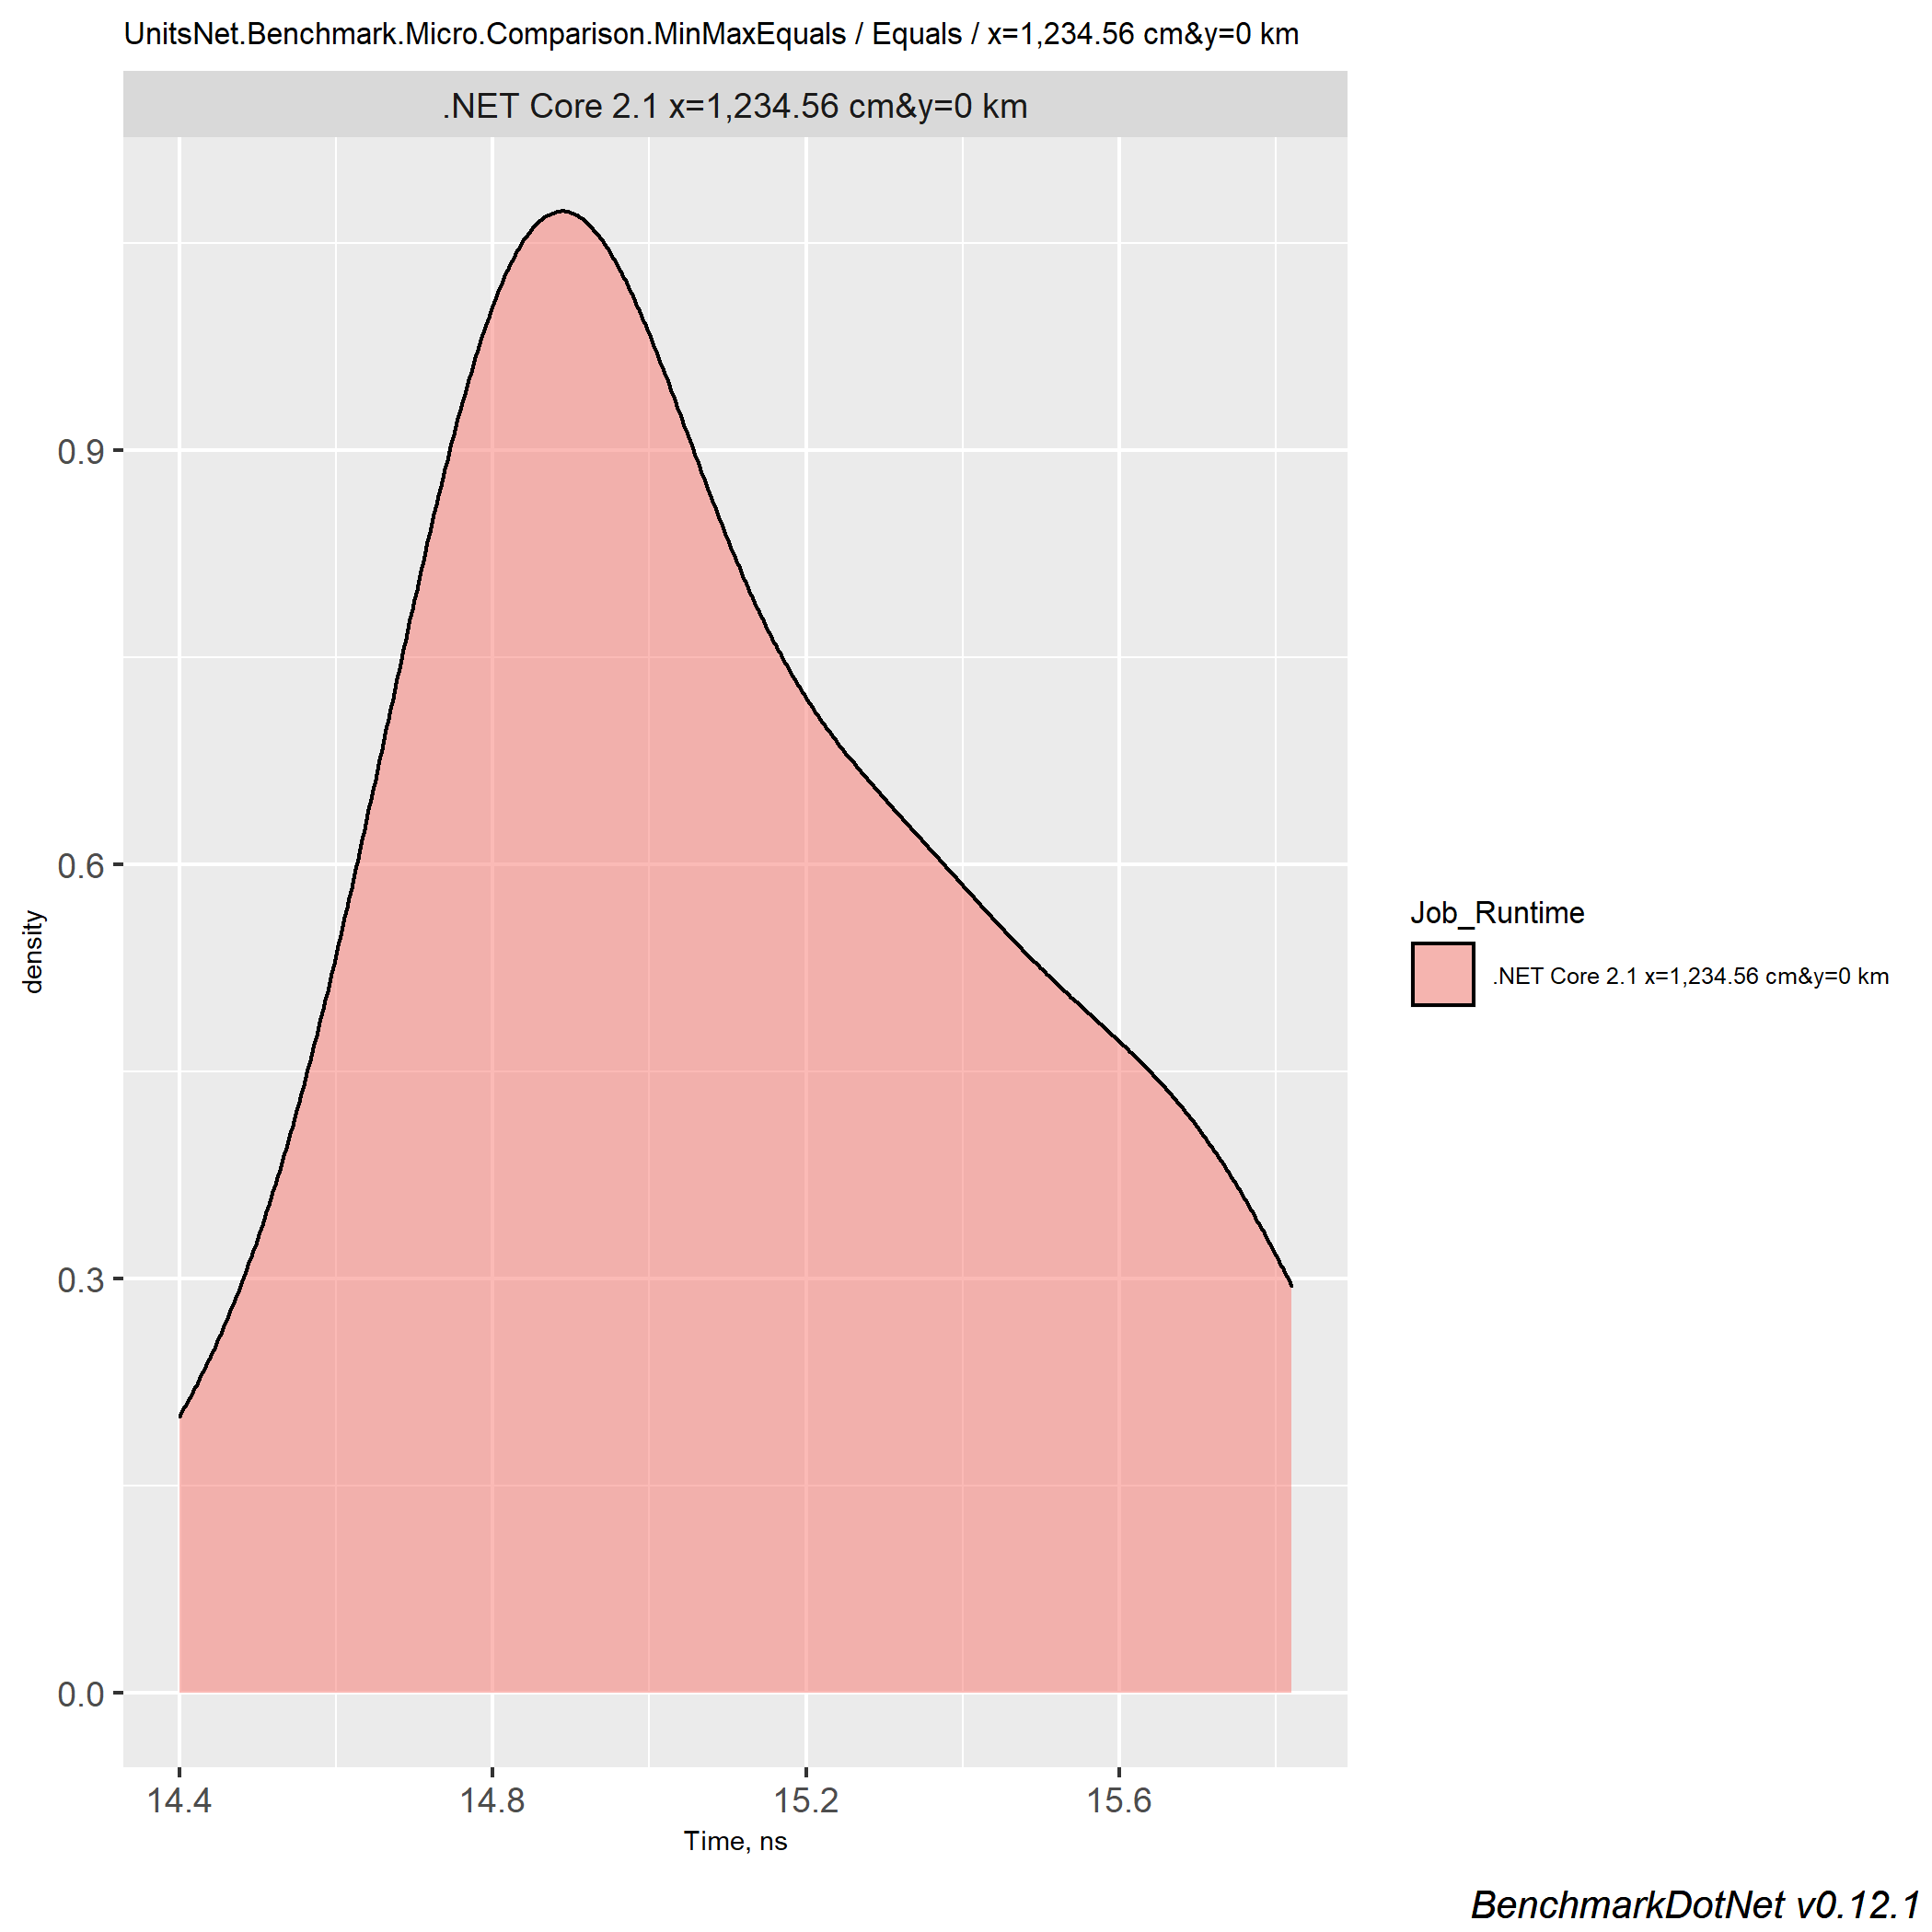 UnitsNet.Benchmark.Micro.Comparison.MinMaxEquals / Equals / x=1,234.56 cm&y=0 km
.NET Core 2.1 x=1,234.56 cm&y=0 km
0.9
0.6
0.3
0.0
density
14.4 14.8 15.2 15.6
Time, ns
Job_Runtime
.NET Core 2.1 x=1,234.56 cm&y=0 km
BenchmarkDotNet v0.12.1